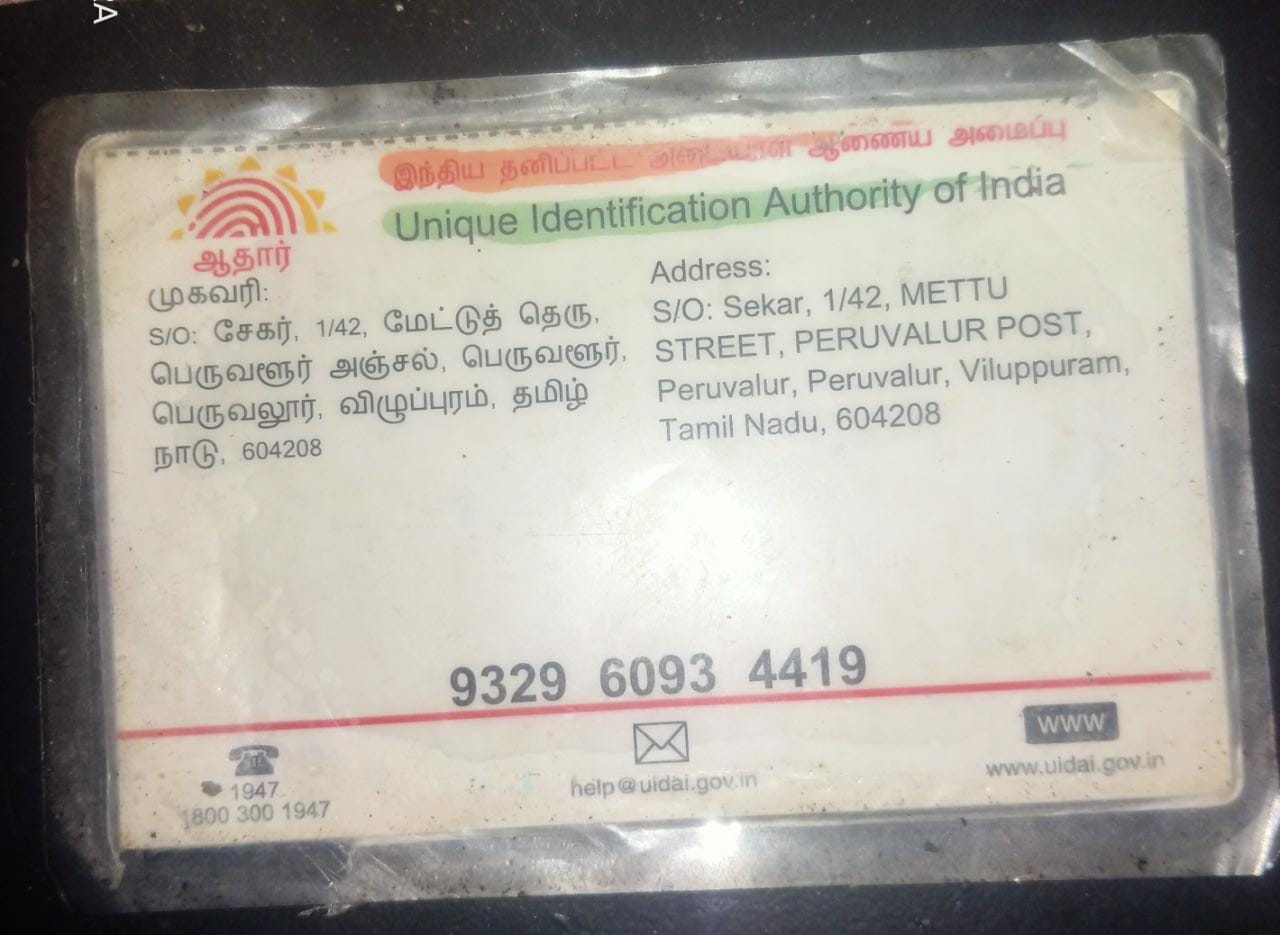 இந்திய தனிப்பட்ட அடையாள ஆணைய அமைப்பு
Unique Identification Authority of India
ஆதார்
முகவரி:
S/O: சேகர், 1/42, மேட்டுத் தெரு,
பெருவளூர் அஞ்சல், பெருவளூர்,
பெருவலூர், விழுப்புரம், தமிழ்
நாடு, 604208
Address:
S/O: Sekar, 1/42, METTU
STREET, PERUVALUR POST,
Peruvalur, Peruvalur, Viluppuram,
Tamil Nadu, 604208
9329 6093 4419
1947
1800 300 1947
help@uidai.gov.in
WWW
www.uidai.gov.in